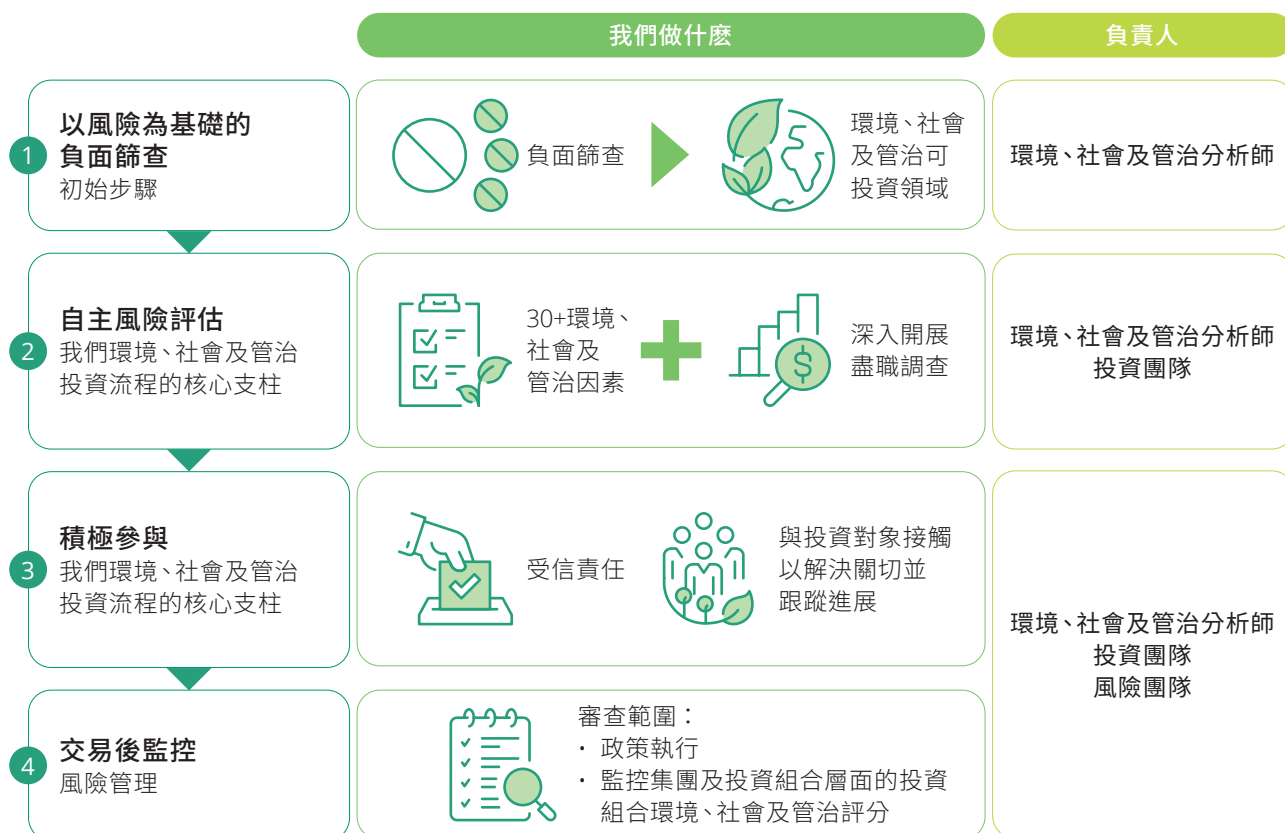 我們做什麽
負責人
1
以風險為基礎的
負面篩查
初始步驟
負面篩查
環境、社會
及管治可
投資領域
環境、社會及管治分析師
2
自主風險評估
我們環境、社會及管治
投資流程的核心支柱
30+環境、
社會及
管治因素
$
深入開展
盡職調查
環境、社會及管治分析師
投資團隊
3
積極參與
我們環境、社會及管治
投資流程的核心支柱
受信責任
與投資對象接觸
以解決關切並
跟蹤進展
環境、社會及管治分析師
投資團隊
風險團隊
4
交易後監控
風險管理
審查範圍：
· 政策執行
· 監控集團及投資組合層面的投資
組合環境、社會及管治評分